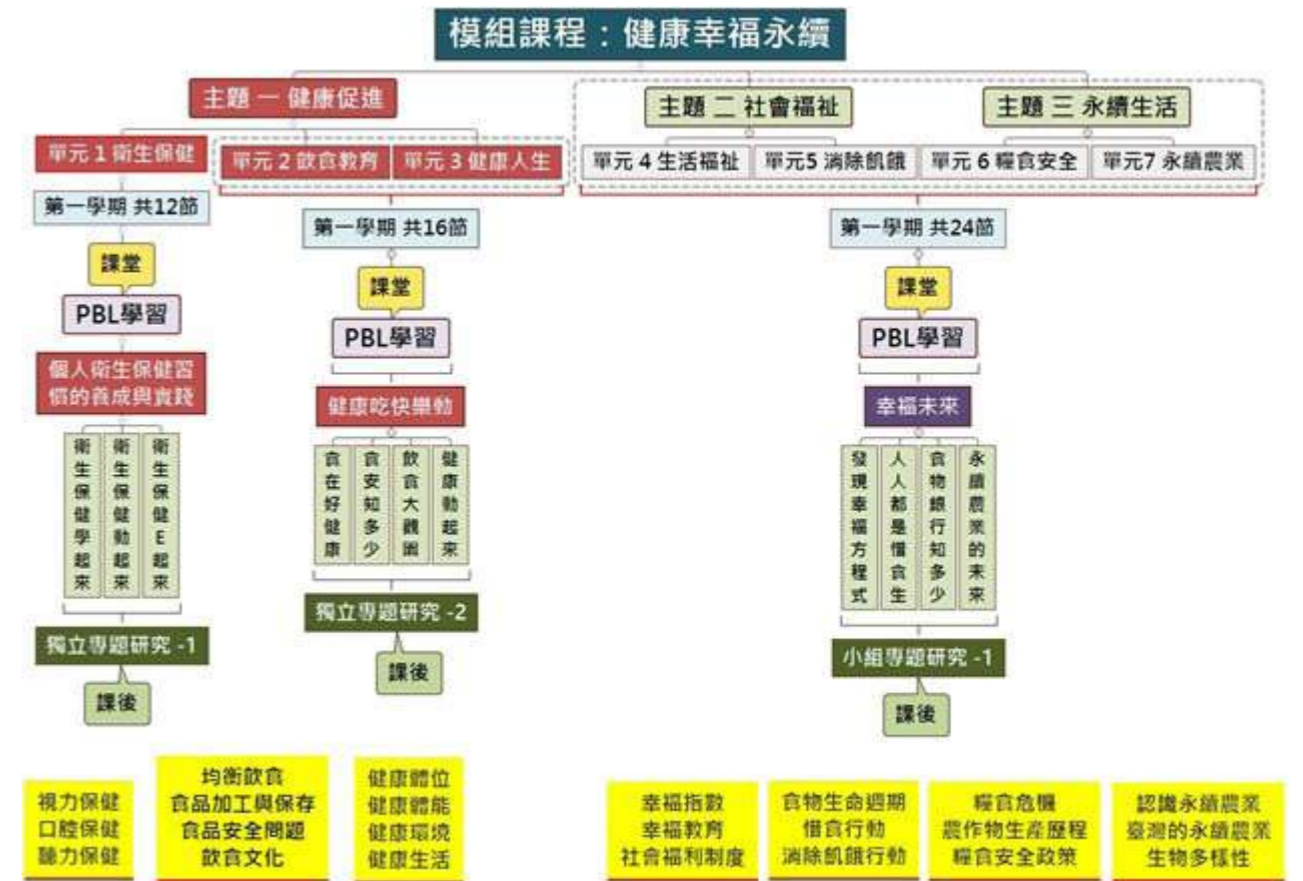 模組課程：健康幸福永續
主題 一 健康促進
主題 二 社會福祉
主題 三 永續生活
單元 1 衛生保健
單元 2 飲食教育
單元 3 健康人生
單元 4 生活福祉
單元5 消除飢餓
單元 6 糧食安全
單元7 永續農業
第一學期 共12節
第一學期 共16節
第一學期 共24節
課堂
課堂
課堂
PBL學習
PBL學習
PBL學習
個人衛生保健習
慣的養成與實踐
健康吃快樂動
幸福未來
衛生保健學起來
衛生保健動起來
衛生保健E起來
食在好健康
食安知多少
飲食大觀園
健康動起來
發現幸福方程式
人人都是惜食生
食物銀行知多少
永續農業的未來
獨立專題研究 -1
獨立專題研究 -2
小組專題研究 -1
課後
課後
課後
視力保健
口腔保健
聽力保健
均衡飲食
食品加工與保存
食品安全問題
飲食文化
健康體位
健康體能
健康環境
健康生活
幸福指數
幸福教育
社會福利制度
食物生命週期
惜食行動
消除飢餓行動
糧食危機
農作物生產歷程
糧食安全政策
認識永續農業
臺灣的永續農業
生物多樣性